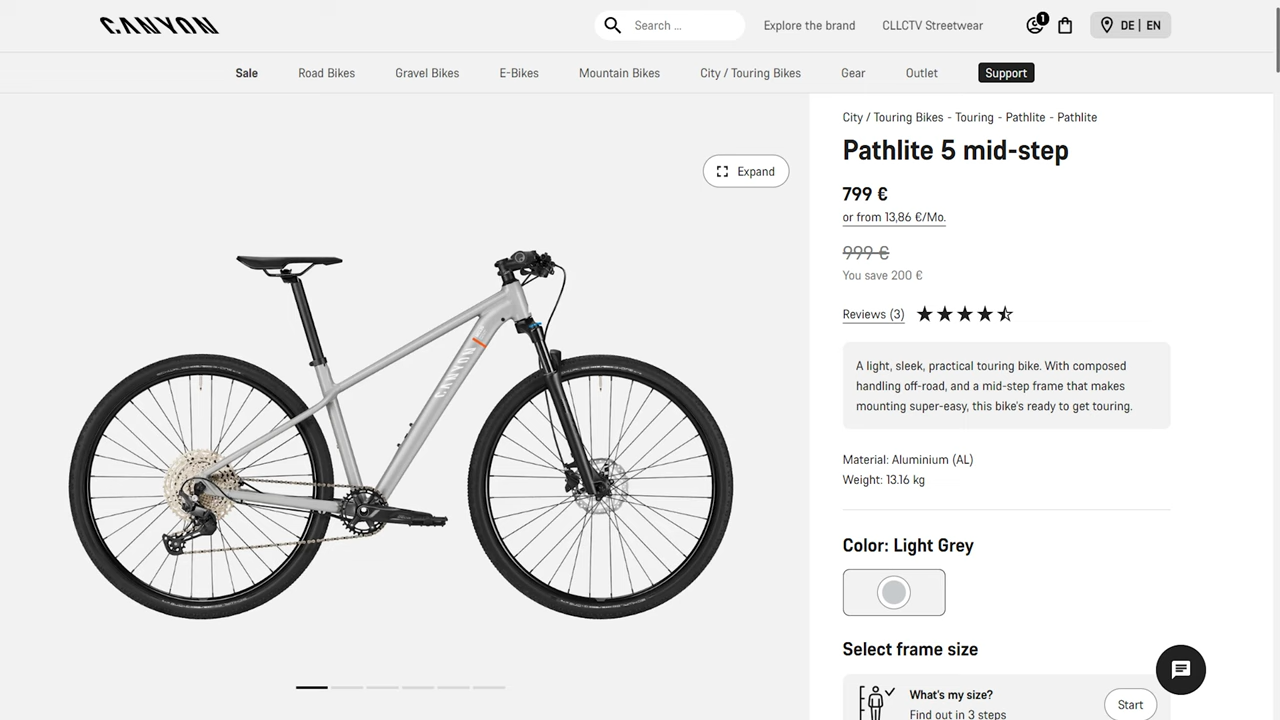 CANYON
Search ...
Explore the brand
CLLCTV Streetwear
1
DE | EN
Sale
Road Bikes
Gravel Bikes
E-Bikes
Mountain Bikes
City / Touring Bikes
Gear
Outlet
Support
Expand
CANYON
City / Touring Bikes - Touring - Pathlite - Pathlite
Pathlite 5 mid-step
799 €
or from 13,86 €/Mo.
999 €
You save 200 €
Reviews (3)
A light, sleek, practical touring bike. With composed
handling off-road, and a mid-step frame that makes
mounting super-easy, this bike's ready to get touring.
Material: Aluminium (AL)
Weight: 13.16 kg
Color: Light Grey
Select frame size
What's my size?
Find out in 3 steps
Start